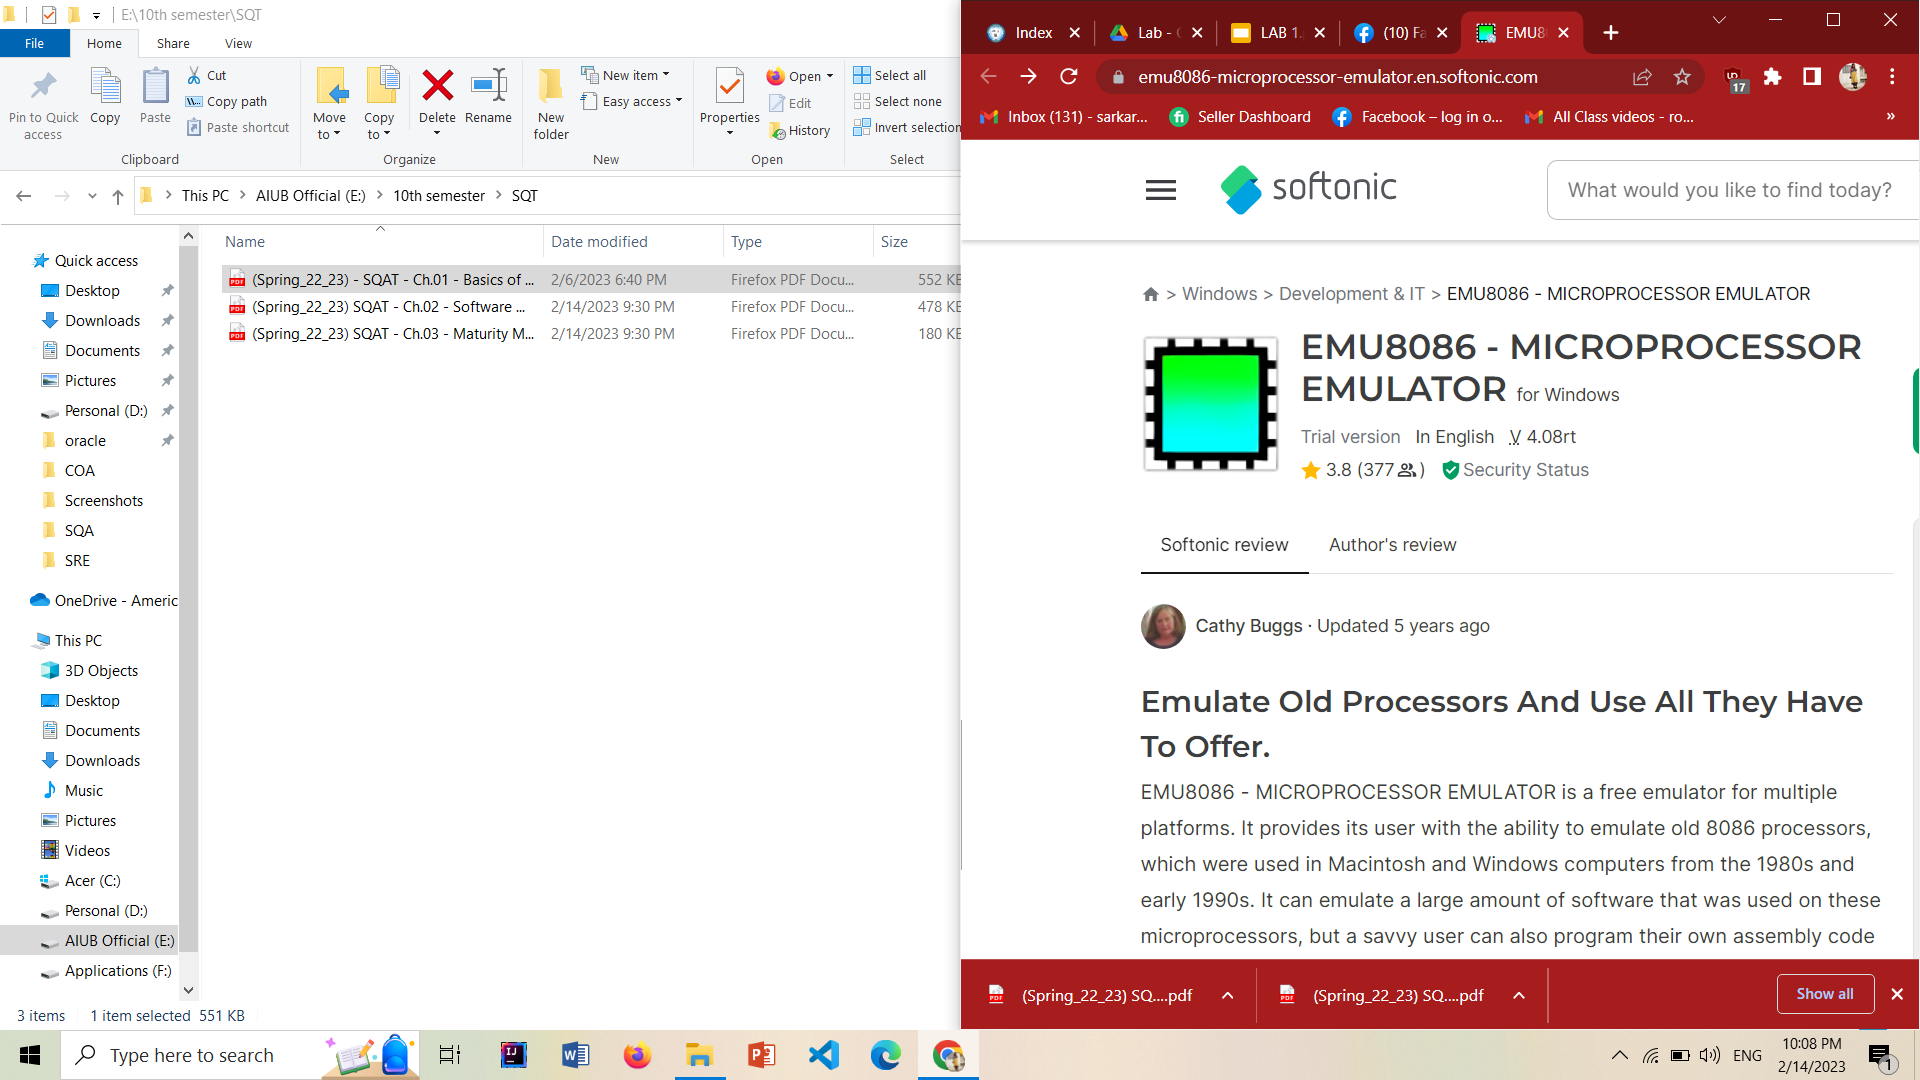 E:\10th semester\SQT
File Home Share View
Pin to Quick access
Copy
Paste
Cut
Copy path
Paste shortcut
Clipboard
Move to
Copy to
Delete
Rename
Organize
New folder
New item
Easy access
New
Properties
Open
Edit
History
Open
Select all
Select none
Invert selection
Select
This PC > AIUB Official (E:) > 10th semester > SQT
Name Date modified Type Size
(Spring_22_23) - SQAT - Ch.01 - Basics of ... 2/6/2023 6:40 PM Firefox PDF Docu... 552 KB
(Spring_22_23) SQAT - Ch.02 - Software ... 2/14/2023 9:30 PM Firefox PDF Docu... 478 KB
(Spring_22_23) SQAT - Ch.03 - Maturity M... 2/14/2023 9:30 PM Firefox PDF Docu... 180 KB
Quick access
Desktop
Downloads
Documents
Pictures
Personal (D:)
oracle
COA
Screenshots
SQA
SRE
OneDrive - Americ
This PC
3D Objects
Desktop
Documents
Downloads
Music
Pictures
Videos
Acer (C:)
Personal (D:)
AIUB Official (E:)
Applications (F:)
3 items 1 item selected 551 KB
Index Lab - LAB 1. (10) Fa EMU8
emu8086-microprocessor-emulator.en.softonic.com
17
Inbox (131) - sarkar... Seller Dashboard Facebook – log in o... All Class videos - ro... »
softonic
What would you like to find today?
> Windows > Development & IT > EMU8086 - MICROPROCESSOR EMULATOR
EMU8086 - MICROPROCESSOR
EMULATOR for Windows
Trial version In English V 4.08rt
3.8 (377) Security Status
Softonic review Author's review
Cathy Buggs · Updated 5 years ago
Emulate Old Processors And Use All They Have
To Offer.
EMU8086 - MICROPROCESSOR EMULATOR is a free emulator for multiple
platforms. It provides its user with the ability to emulate old 8086 processors,
which were used in Macintosh and Windows computers from the 1980s and
early 1990s. It can emulate a large amount of software that was used on these
microprocessors, but a savvy user can also program their own assembly code
(Spring_22_23) SQ....pdf (Spring_22_23) SQ....pdf Show all
Type here to search
ENG
10:08 PM
2/14/2023
1